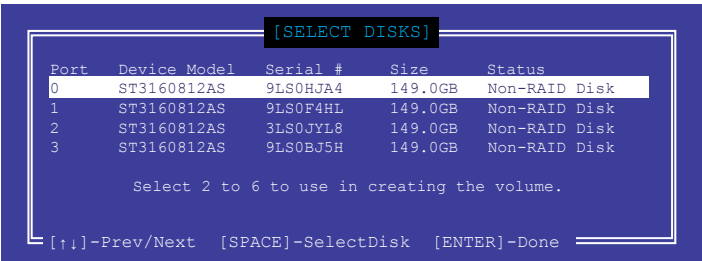 [SELECT DISKS]
Port Device Model Serial # Size Status
0 ST3160812AS 9LS0HJA4 149.0GB Non-RAID Disk
1 ST3160812AS 9LS0F4HL 149.0GB Non-RAID Disk
2 ST3160812AS 3LS0JYL8 149.0GB Non-RAID Disk
3 ST3160812AS 9LS0BJ5H 149.0GB Non-RAID Disk
Select 2 to 6 to use in creating the volume.
[↑↓]-Prev/Next [SPACE]-SelectDisk [ENTER]-Done